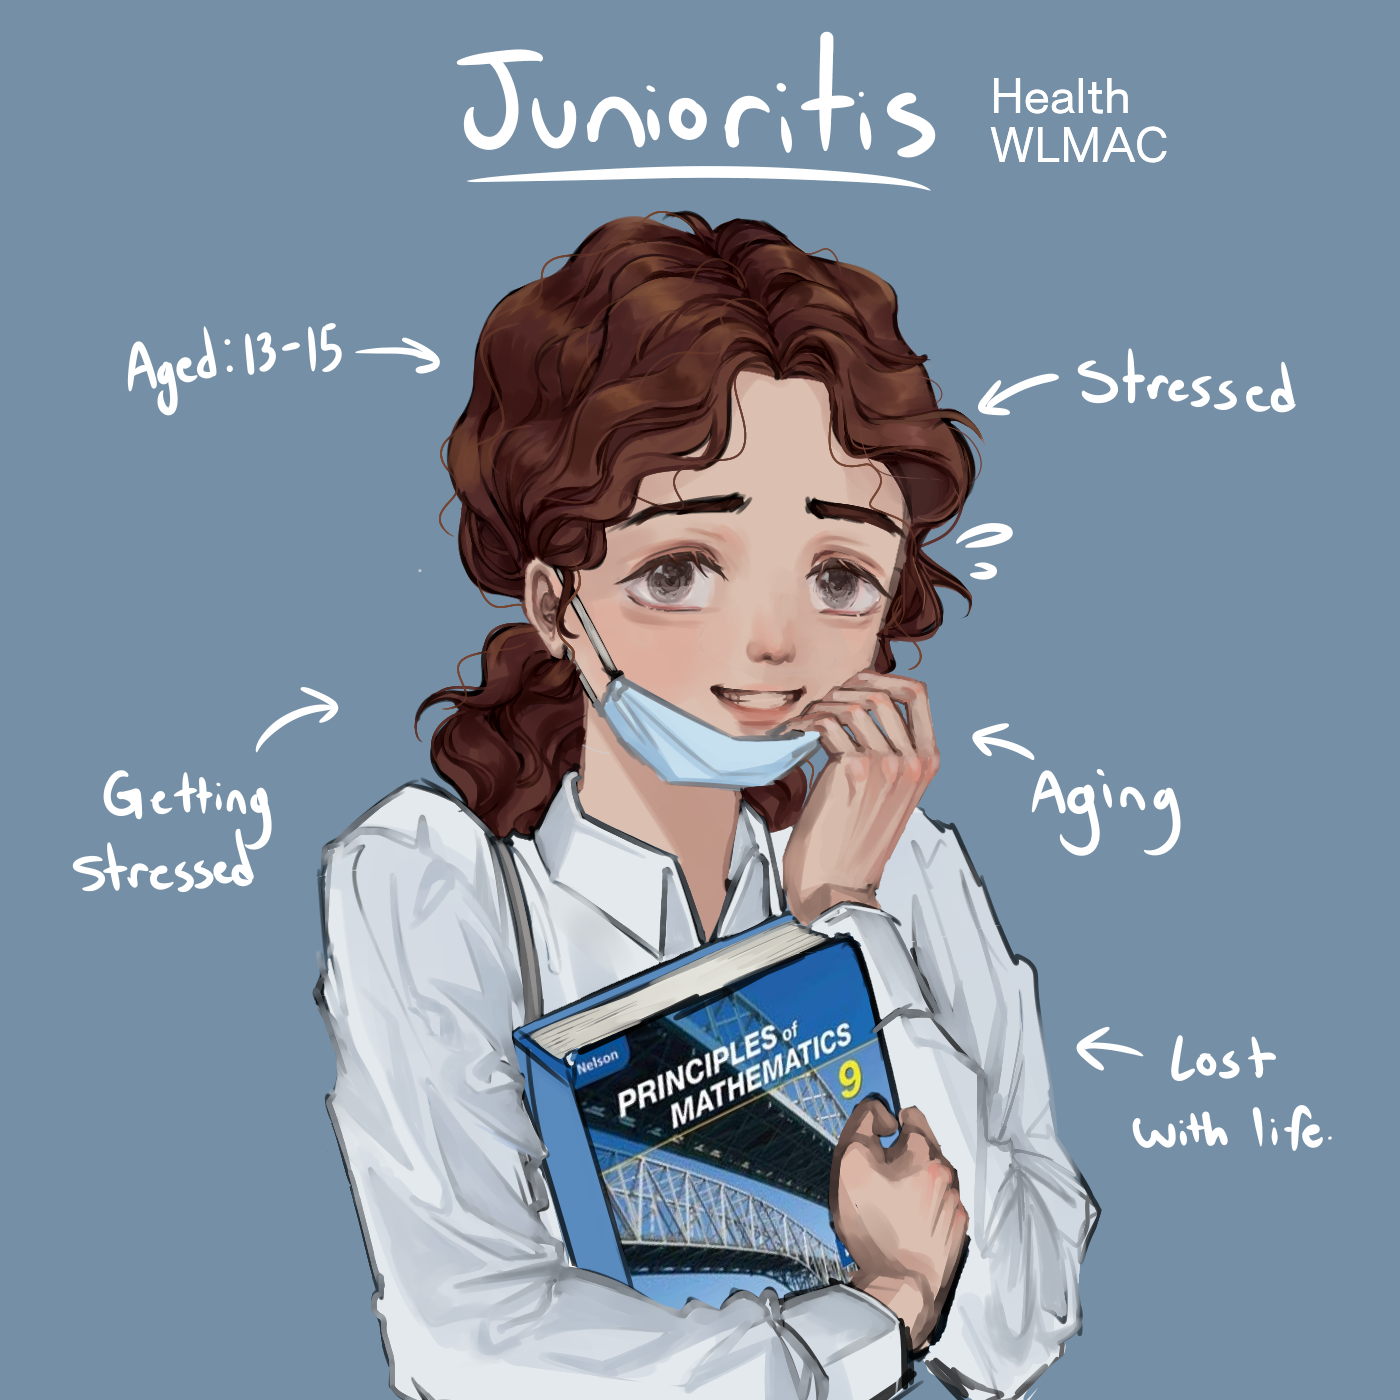 Junioritis
Health
WLMAC
Aged: 13-15
Stressed
Getting
Stressed
Aging
Nelson
PRINCIPLES of
MATHEMATICS
9
Lost
with life.